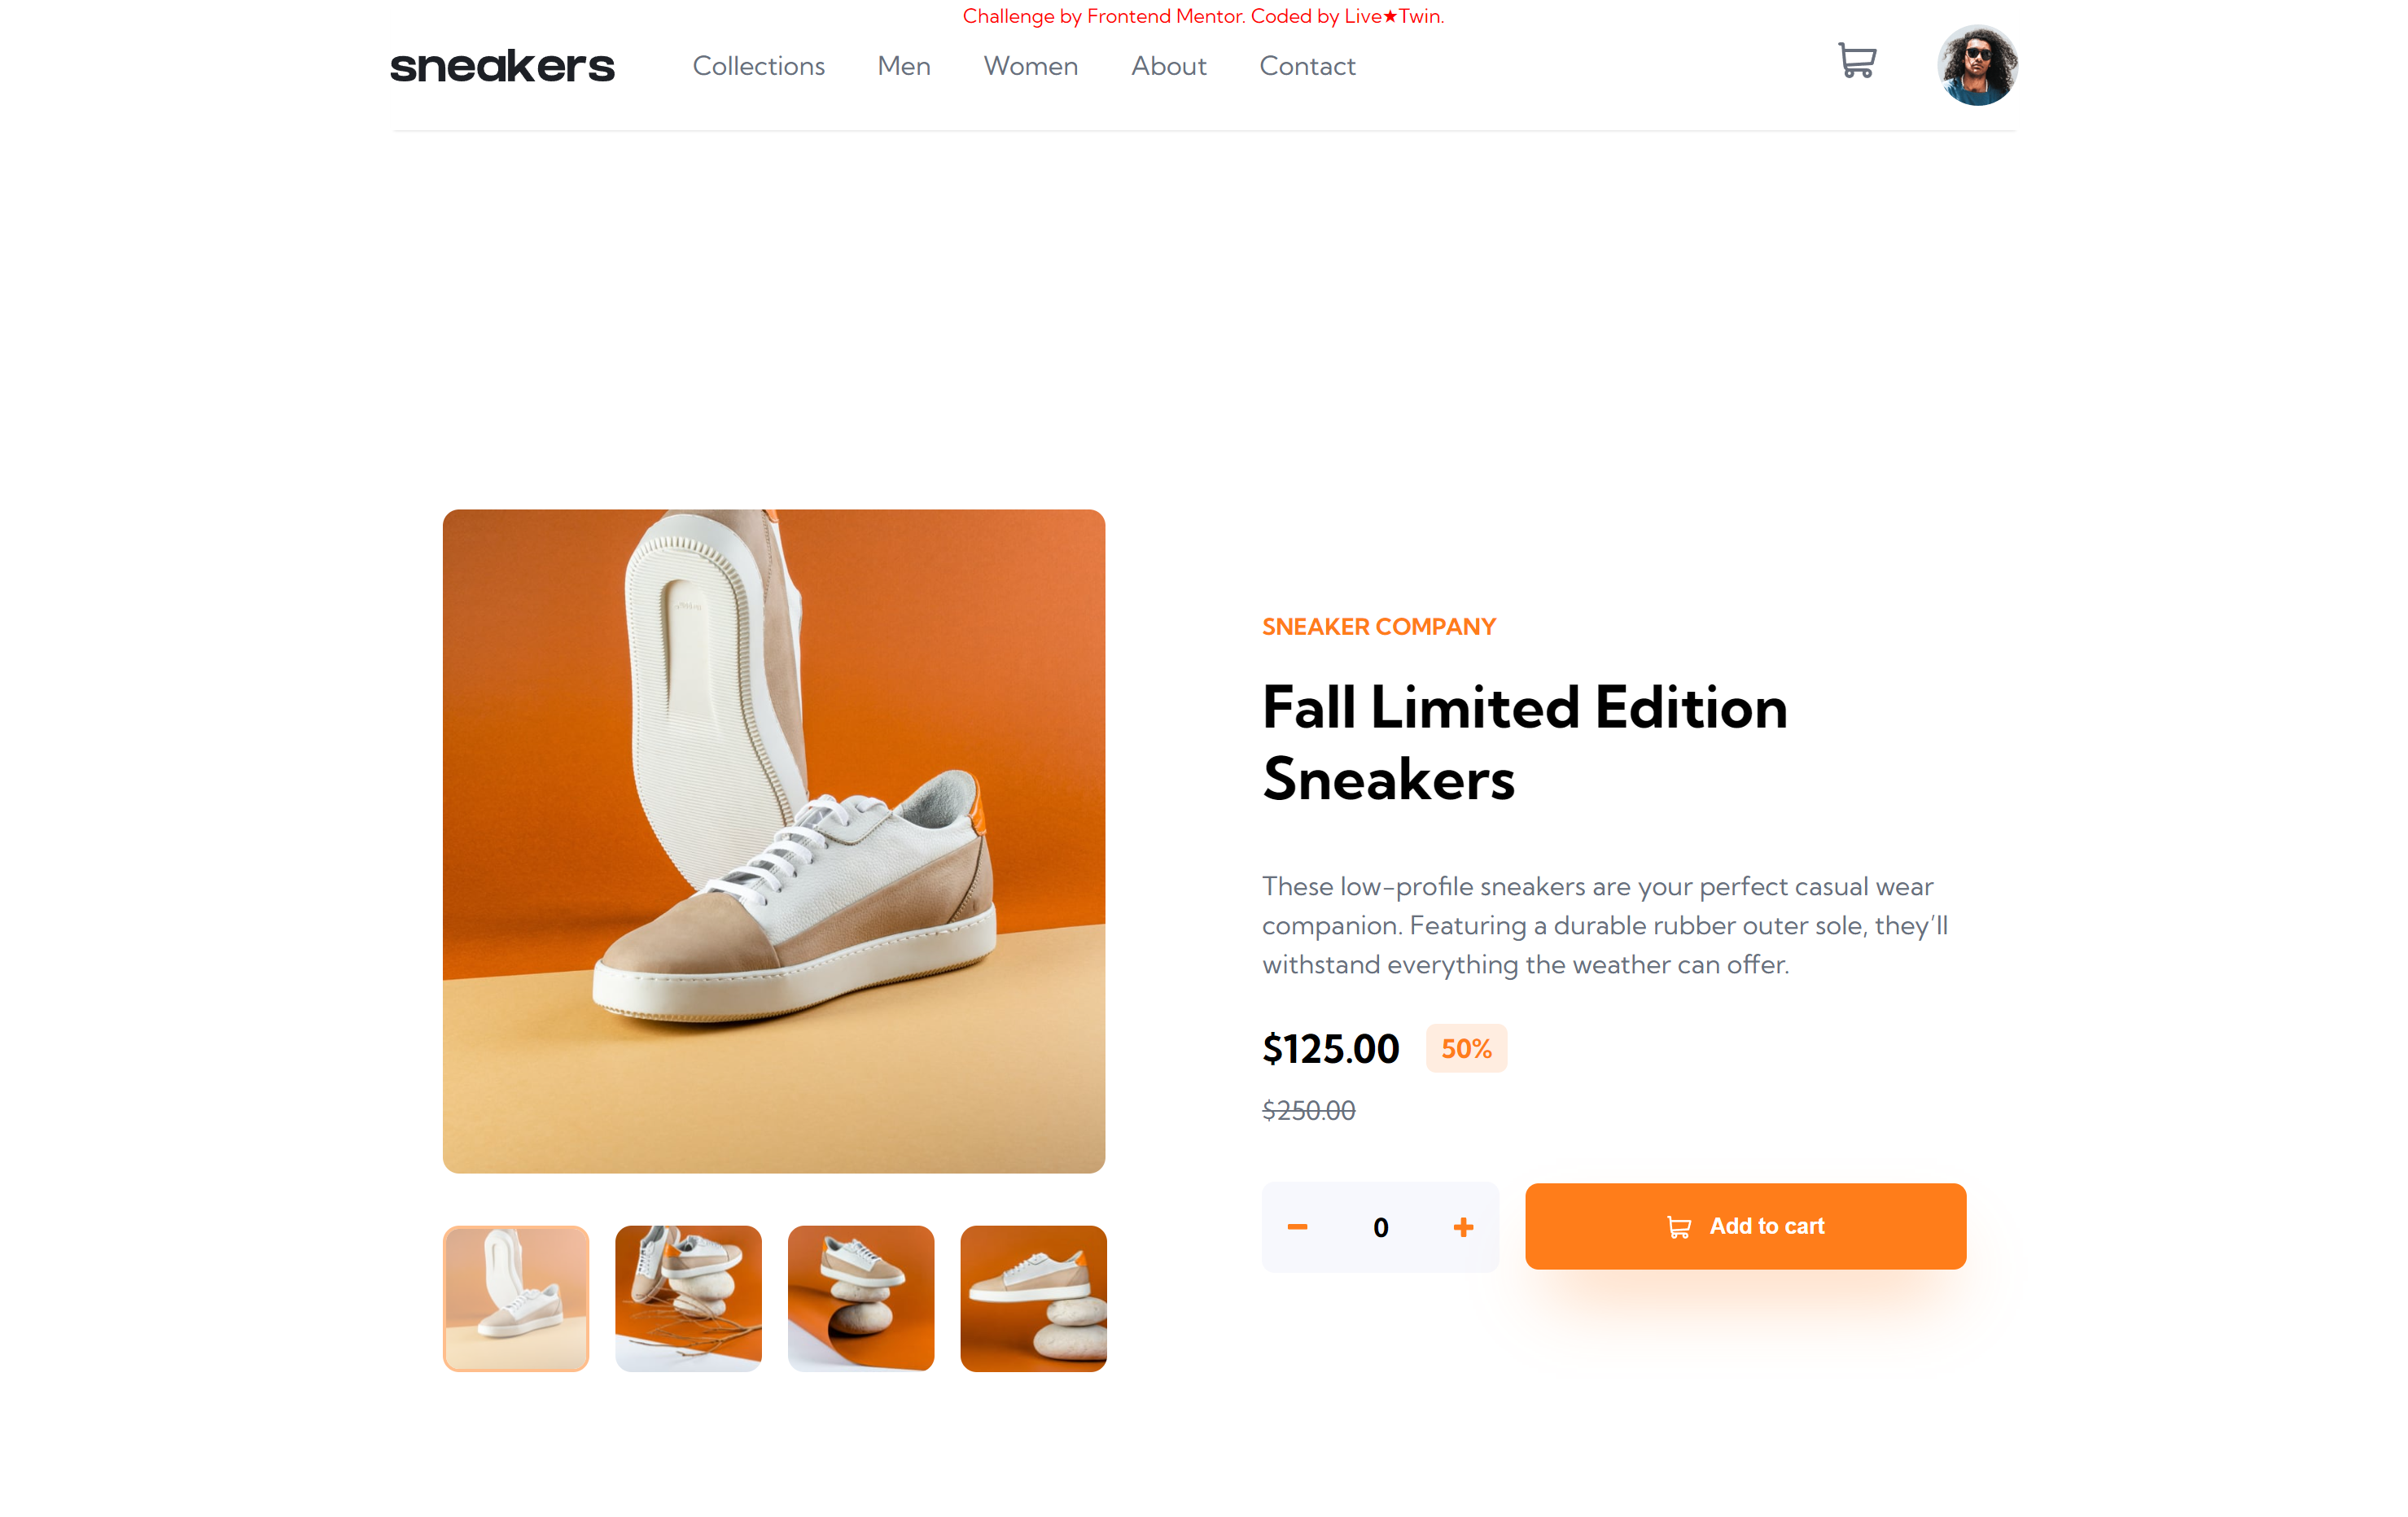 Challenge by Frontend Mentor. Coded by Live★Twin.
sneakers
Collections Men Women About Contact
SNEAKER COMPANY
Fall Limited Edition
Sneakers
These low-profile sneakers are your perfect casual wear
companion. Featuring a durable rubber outer sole, they’ll
withstand everything the weather can offer.
$125.00 50%
$250.00
0
Add to cart